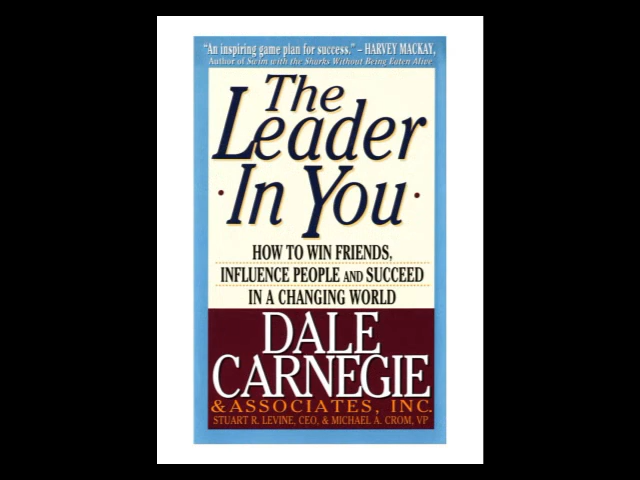 "An inspiring game plan for success." – HARVEY MACKAY,
Author of Swim with the Sharks Without Being Eaten Alive
The
Leader
·In You·
HOW TO WIN FRIENDS,
INFLUENCE PEOPLE AND SUCCEED
IN A CHANGING WORLD
DALE
CARNEGIE
& ASSOCIATES, INC.
STUART R. LEVINE, CEO, & MICHAEL A. CROM, VP